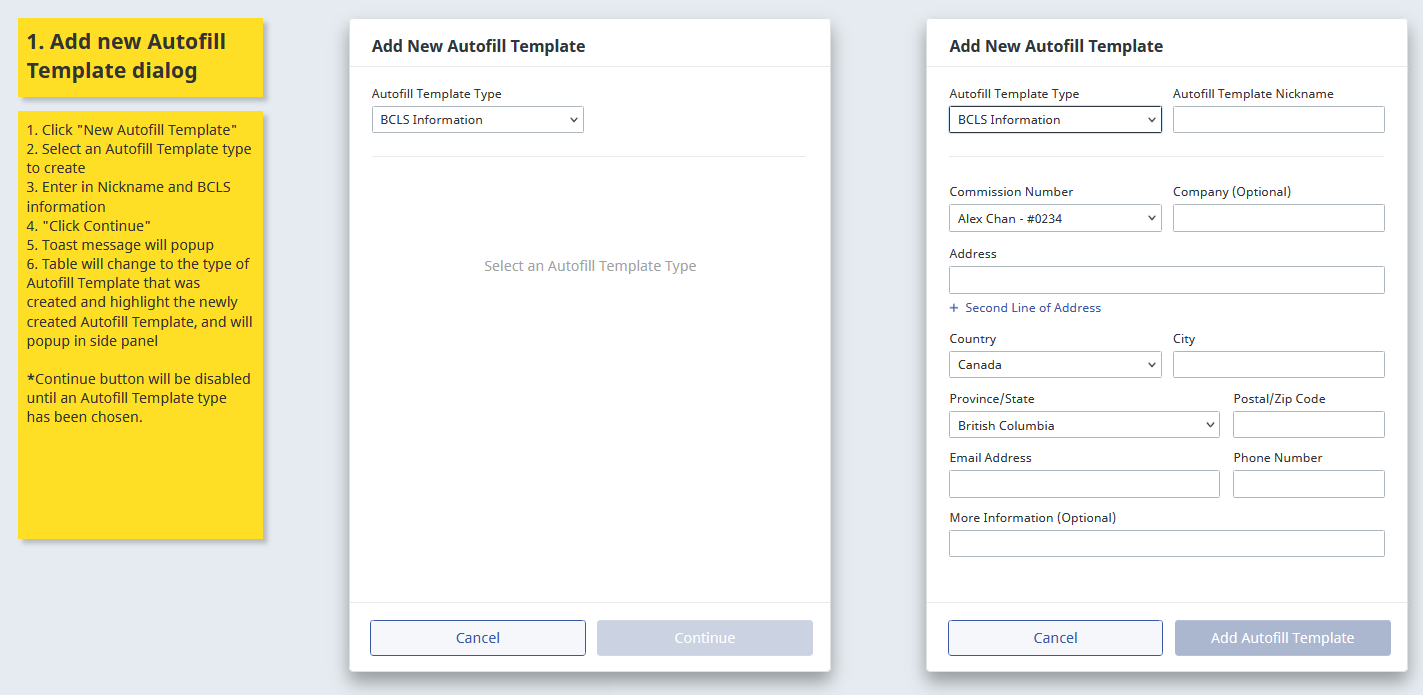 1. Add new Autofill
Template dialog
1. Click "New Autofill Template"
2. Select an Autofill Template type
to create
3. Enter in Nickname and BCLS
information
4. "Click Continue"
5. Toast message will popup
6. Table will change to the type of
Autofill Template that was
created and highlight the newly
created Autofill Template, and will
popup in side panel
*Continue button will be disabled
until an Autofill Template type
has been chosen.
Add New Autofill Template
Autofill Template Type
BCLS Information
Select an Autofill Template Type
Cancel Continue
Add New Autofill Template
Autofill Template Type Autofill Template Nickname
BCLS Information
Commission Number Company (Optional)
Alex Chan - #0234
Address
+ Second Line of Address
Country City
Canada
Province/State Postal/Zip Code
British Columbia
Email Address Phone Number
More Information (Optional)
Cancel Add Autofill Template